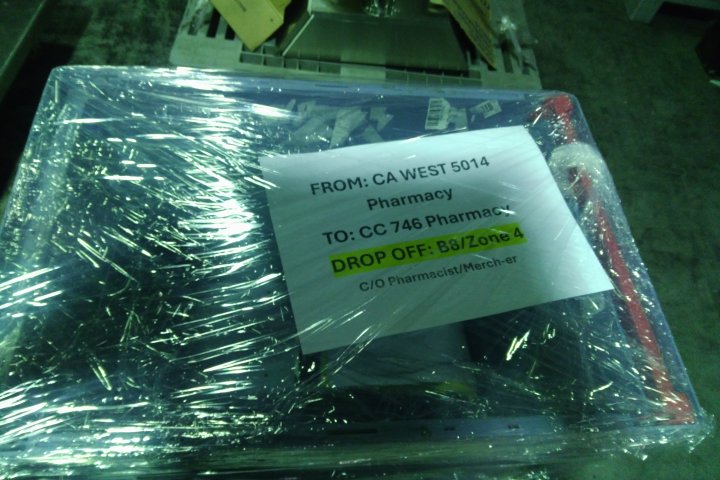 FROM: CA WEST 5014
Pharmacy
TO: CC 746 Pharmacy
DROP OFF: B8/Zone 4
C/O Pharmacist/Merch-er